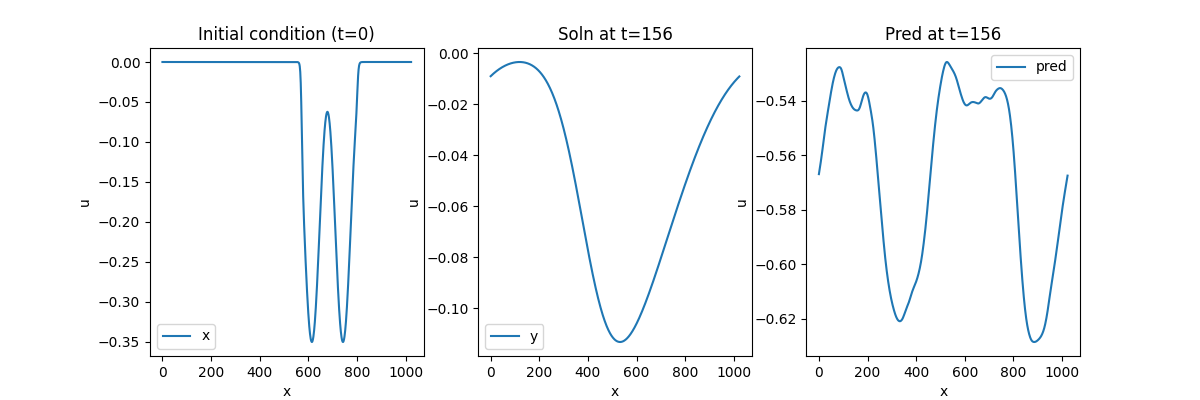 Initial condition (t=0)
0.00
−0.05
−0.10
−0.15
−0.20
−0.25
−0.30
−0.35
u
x
0 200 400 600 800 1000
x
Soln at t=156
0.00
−0.02
−0.04
−0.06
−0.08
−0.10
u
y
0 200 400 600 800 1000
x
Pred at t=156
pred
−0.54
−0.56
−0.58
−0.60
−0.62
u
0 200 400 600 800 1000
x